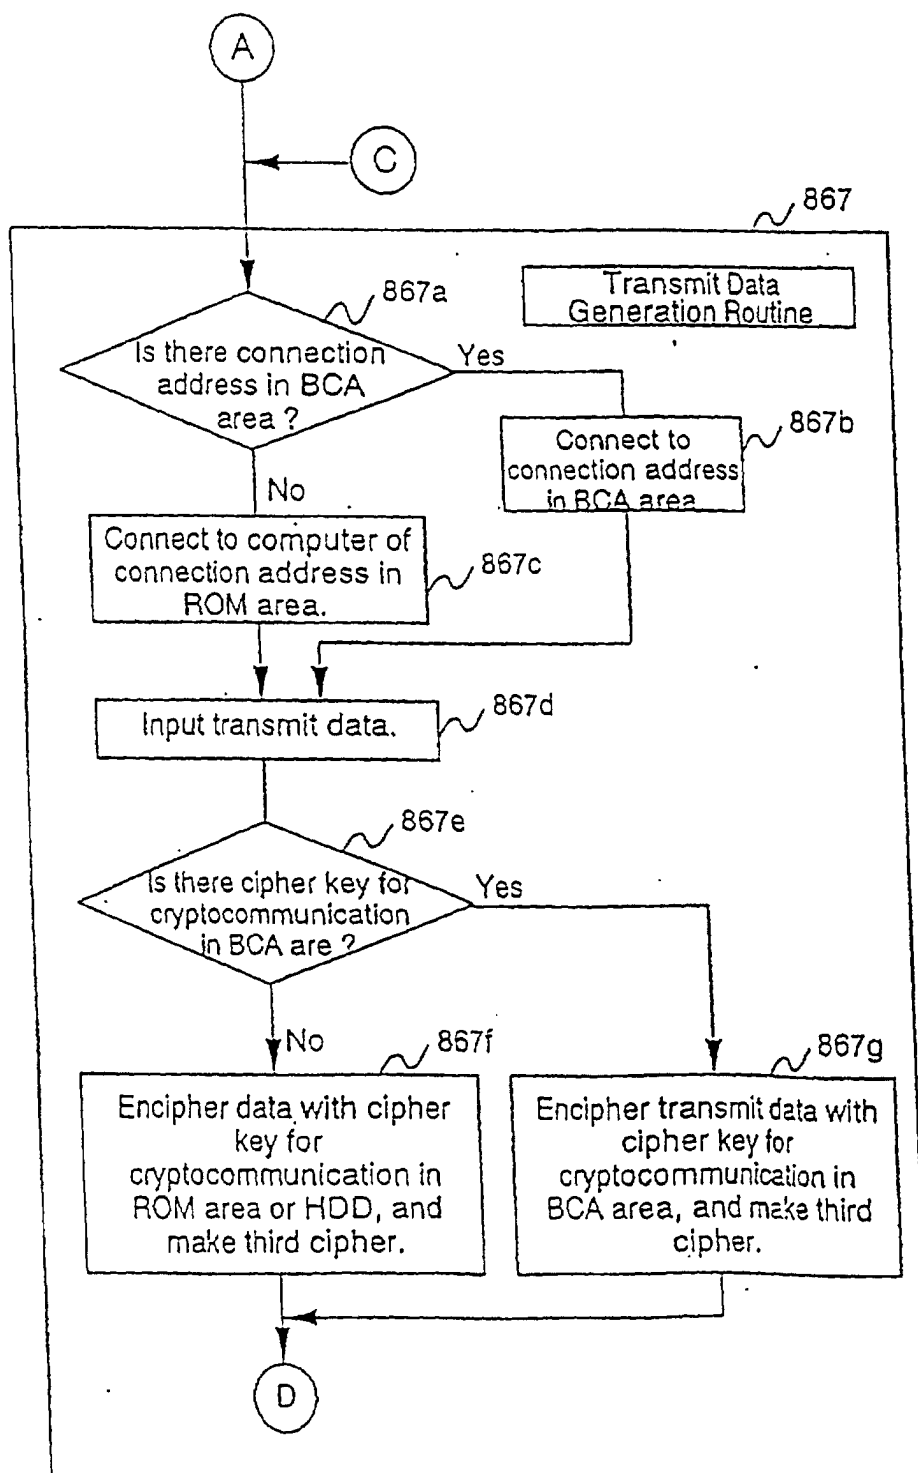 A
C
867
Transmit Data
Generation Routine
867a
Is there connection
address in BCA
area ?
Yes
No
867b
Connect to
connection address
in BCA area
Connect to computer of
connection address in
ROM area.
867c
Input transmit data.
867d
867e
Is there cipher key for
cryptocommunication
in BCA are ?
Yes
No
867f
Encipher data with cipher
key for
cryptocommunication in
ROM area or HDD, and
make third cipher.
867g
Encipher transmit data with
cipher key for
cryptocommunication in
BCA area, and make third
cipher.
D